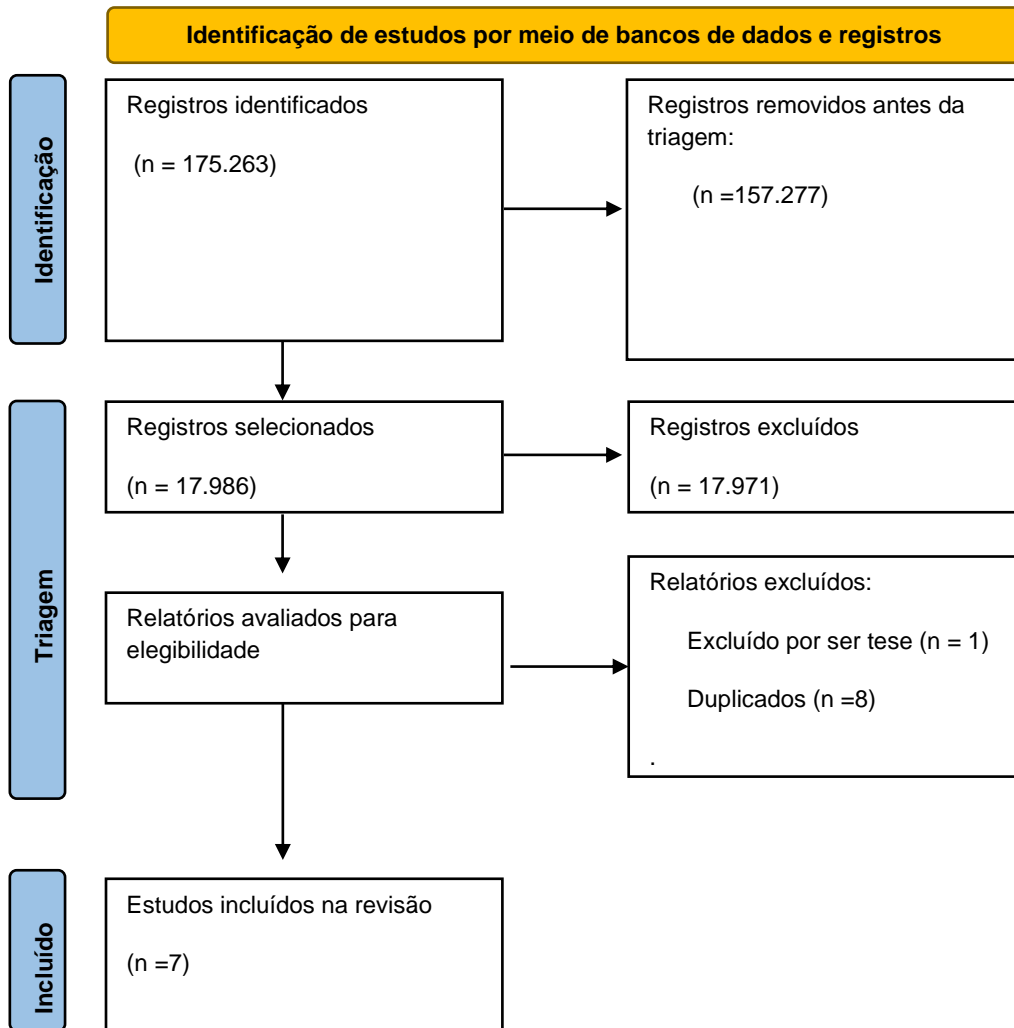 Identificação de estudos por meio de bancos de dados e registros
Identificação
Registros identificados
(n = 175.263)
Registros removidos antes da
triagem:
(n =157.277)
Triagem
Registros selecionados
(n = 17.986)
Registros excluídos
(n = 17.971)
Relatórios avaliados para
elegibilidade
Relatórios excluídos:
Excluído por ser tese (n = 1)
Duplicados (n =8)
.
Incluído
Estudos incluídos na revisão
(n =7)